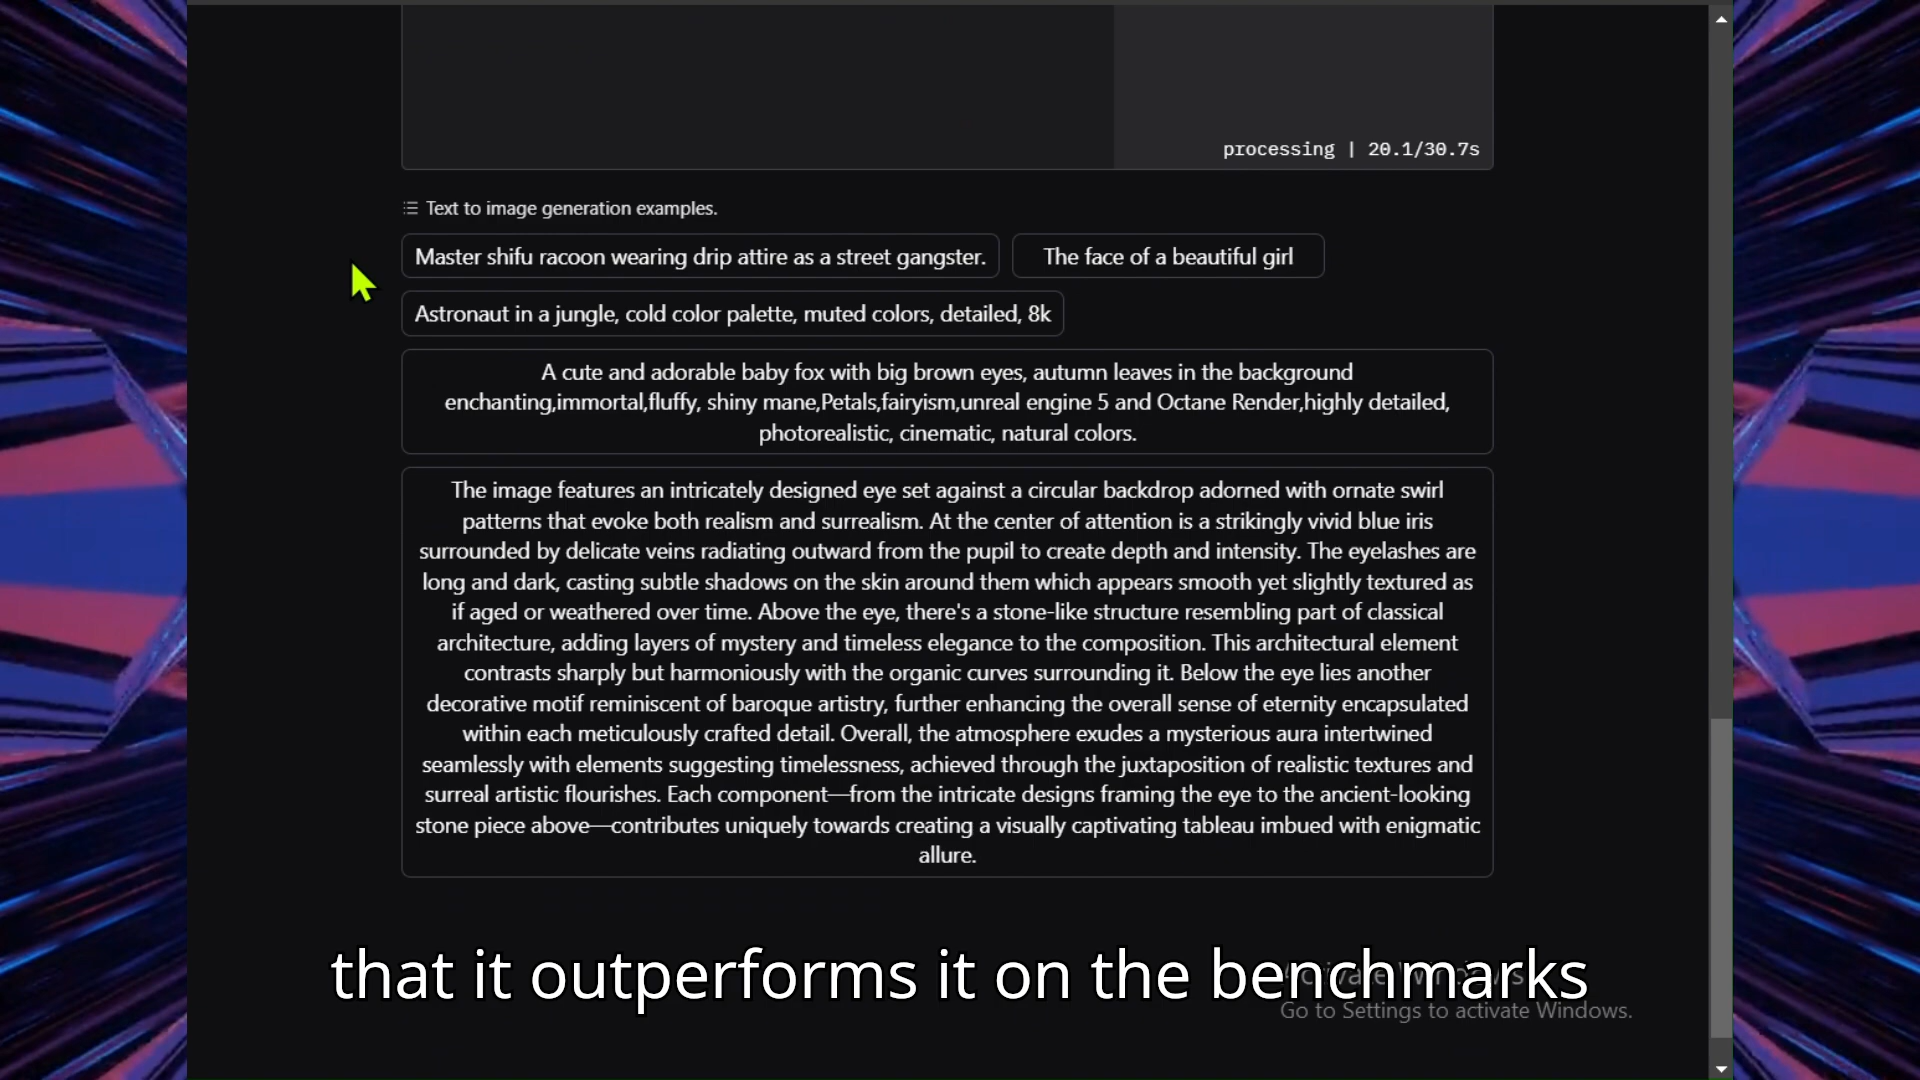 processing | 20.1/30.7s
Text to image generation examples.
Master shifu racoon wearing drip attire as a street gangster.
The face of a beautiful girl
Astronaut in a jungle, cold color palette, muted colors, detailed, 8k
A cute and adorable baby fox with big brown eyes, autumn leaves in the background
enchanting,immortal,fluffy, shiny mane,Petals,fairyism,unreal engine 5 and Octane Render,highly detailed,
photorealistic, cinematic, natural colors.
The image features an intricately designed eye set against a circular backdrop adorned with ornate swirl
patterns that evoke both realism and surrealism. At the center of attention is a strikingly vivid blue iris
surrounded by delicate veins radiating outward from the pupil to create depth and intensity. The eyelashes are
long and dark, casting subtle shadows on the skin around them which appears smooth yet slightly textured as
if aged or weathered over time. Above the eye, there's a stone-like structure resembling part of classical
architecture, adding layers of mystery and timeless elegance to the composition. This architectural element
contrasts sharply but harmoniously with the organic curves surrounding it. Below the eye lies another
decorative motif reminiscent of baroque artistry, further enhancing the overall sense of eternity encapsulated
within each meticulously crafted detail. Overall, the atmosphere exudes a mysterious aura intertwined
seamlessly with elements suggesting timelessness, achieved through the juxtaposition of realistic textures and
surreal artistic flourishes. Each component—from the intricate designs framing the eye to the ancient-looking
stone piece above—contributes uniquely towards creating a visually captivating tableau imbued with enigmatic
allure.
that it outperforms it on the benchmarks
Activate Windows
Go to Settings to activate Windows.